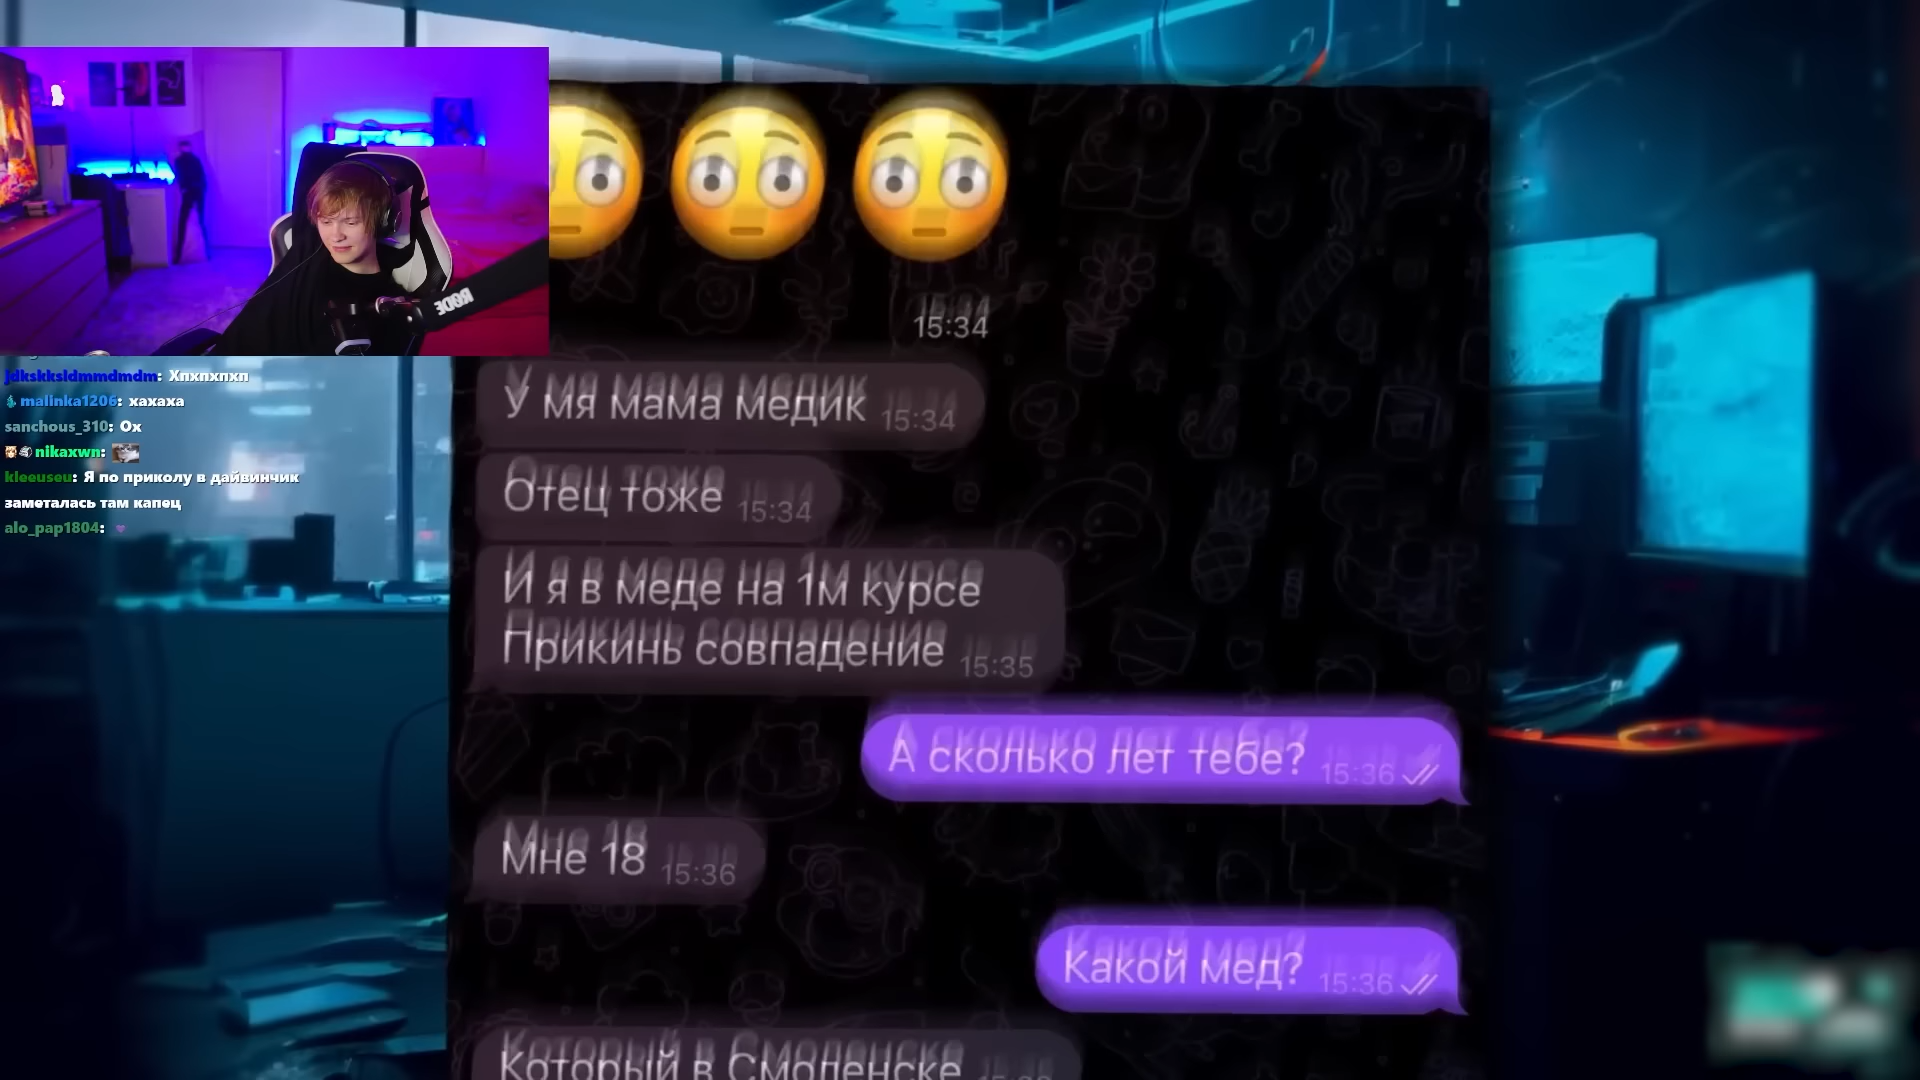 RØDE
jdkskksldmmdmdm: Хпхпхпхп
malinka1206: хахаха
sanchous_310: Ох
nikaxwn:
kleeuseu: Я по приколу в дайвинчик
заметалась там капец
alo_pap1804:
15:34
У мя мама медик 15:34
Отец тоже 15:34
И я в меде на 1м курсе
Прикинь совпадение 15:35
А сколько лет тебе? 15:36
Мне 18 15:36
Какой мед? 15:36
Который в Смоленске